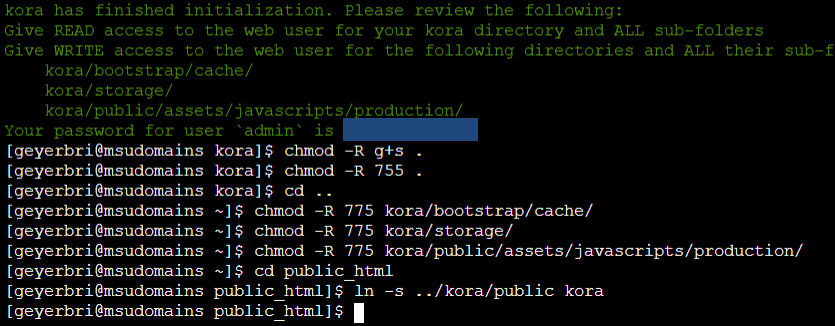 kora has finished initialization. Please review the following:
Give READ access to the web user for your kora directory and ALL sub-folders
Give WRITE access to the web user for the following directories and ALL their sub-f
kora/bootstrap/cache/
kora/storage/
kora/public/assets/javascripts/production/
Your password for user `admin` is
[geyerbri@msudomains kora]$ chmod -R g+s .
[geyerbri@msudomains kora]$ chmod -R 755 .
[geyerbri@msudomains kora]$ cd ..
[geyerbri@msudomains ~]$ chmod -R 775 kora/bootstrap/cache/
[geyerbri@msudomains ~]$ chmod -R 775 kora/storage/
[geyerbri@msudomains ~]$ chmod -R 775 kora/public/assets/javascripts/production/
[geyerbri@msudomains ~]$ cd public_html
[geyerbri@msudomains public_html]$ ln -s ../kora/public kora
[geyerbri@msudomains public_html]$